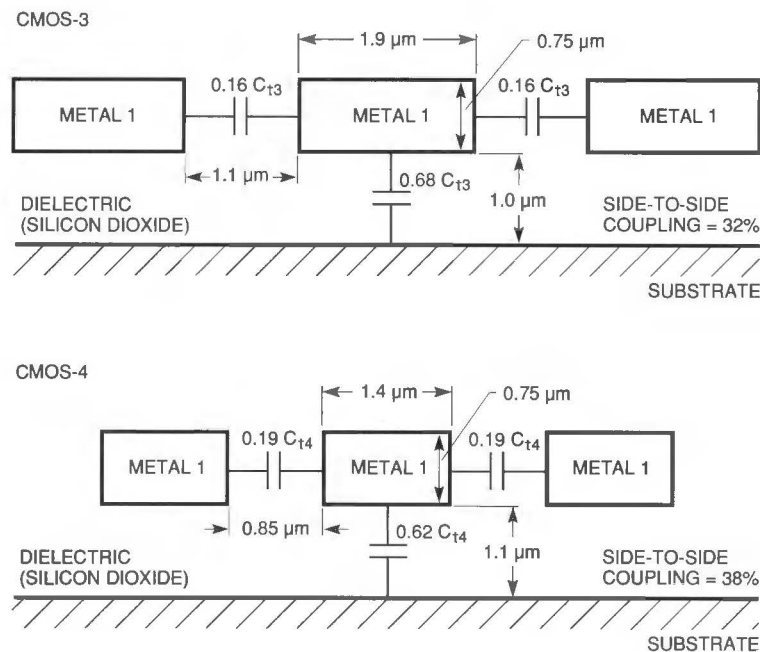 CMOS-3
1.9 µm
0.75 µm
0.16 Ct3
0.16 Ct3
METAL 1
METAL 1
METAL 1
1.1 µm
0.68 Ct3
1.0 µm
DIELECTRIC
(SILICON DIOXIDE)
SIDE-TO-SIDE
COUPLING = 32%
SUBSTRATE
CMOS-4
1.4 µm
0.75 µm
0.19 Ct4
0.19 Ct4
METAL 1
METAL 1
METAL 1
0.85 µm
0.62 Ct4
1.1 µm
DIELECTRIC
(SILICON DIOXIDE)
SIDE-TO-SIDE
COUPLING = 38%
SUBSTRATE